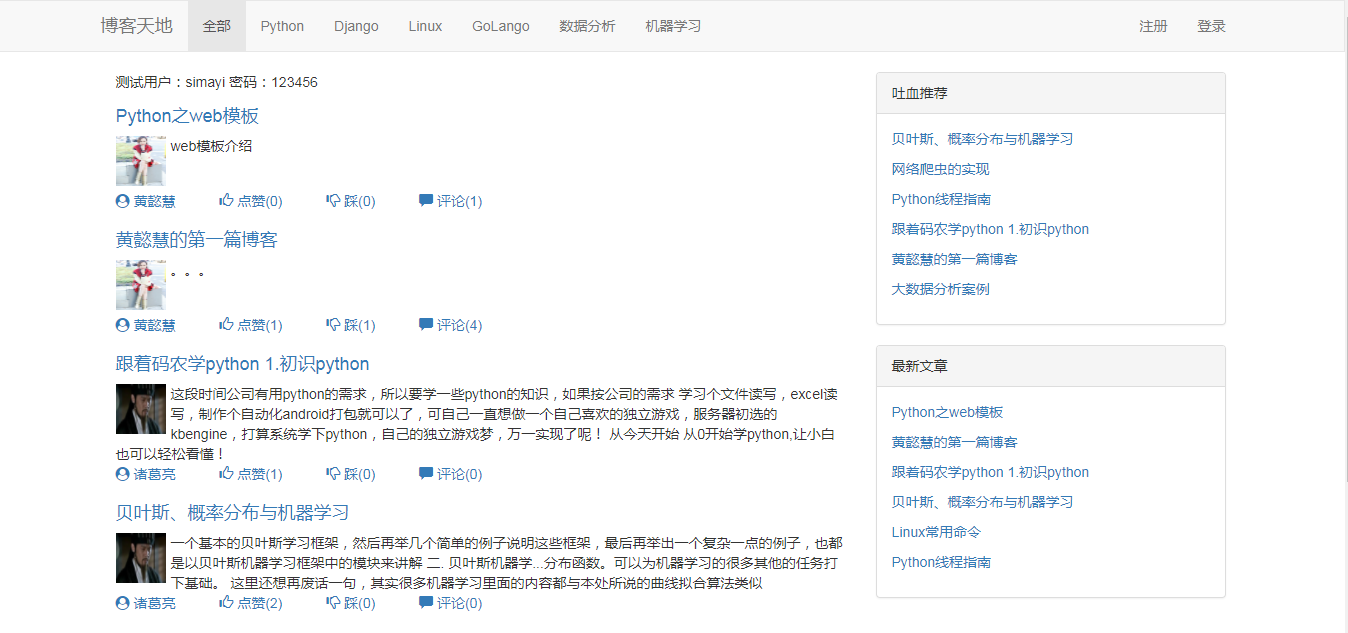 博客天地 全部 Python Django Linux GoLango 数据分析 机器学习 注册 登录
测试用户：simayi 密码：123456
Python之web模板
web模板介绍
黄懿慧 点赞(0) 踩(0) 评论(1)
黄懿慧的第一篇博客
。。。
黄懿慧 点赞(1) 踩(1) 评论(4)
跟着码农学python 1.初识python
这段时间公司有用python的需求，所以要学一些python的知识，如果按公司的需求 学习个文件读写，excel读
写，制作个自动化android打包就可以了，可自己一直想做一个自己喜欢的独立游戏，服务器初选的
kbengine，打算系统学下python，自己的独立游戏梦，万一实现了呢！ 从今天开始 从0开始学python,让小白
也可以轻松看懂！
诸葛亮 点赞(1) 踩(0) 评论(0)
贝叶斯、概率分布与机器学习
一个基本的贝叶斯学习框架，然后再举几个简单的例子说明这些框架，最后再举出一个复杂一点的例子，也都
是以贝叶斯机器学习框架中的模块来讲解 二. 贝叶斯机器学...分布函数。可以为机器学习的很多其他的任务打
下基础。 这里还想再废话一句，其实很多机器学习里面的内容都与本处所说的曲线拟合算法类似
诸葛亮 点赞(2) 踩(0) 评论(0)
吐血推荐
贝叶斯、概率分布与机器学习
网络爬虫的实现
Python线程指南
跟着码农学python 1.初识python
黄懿慧的第一篇博客
大数据分析案例
最新文章
Python之web模板
黄懿慧的第一篇博客
跟着码农学python 1.初识python
贝叶斯、概率分布与机器学习
Linux常用命令
Python线程指南